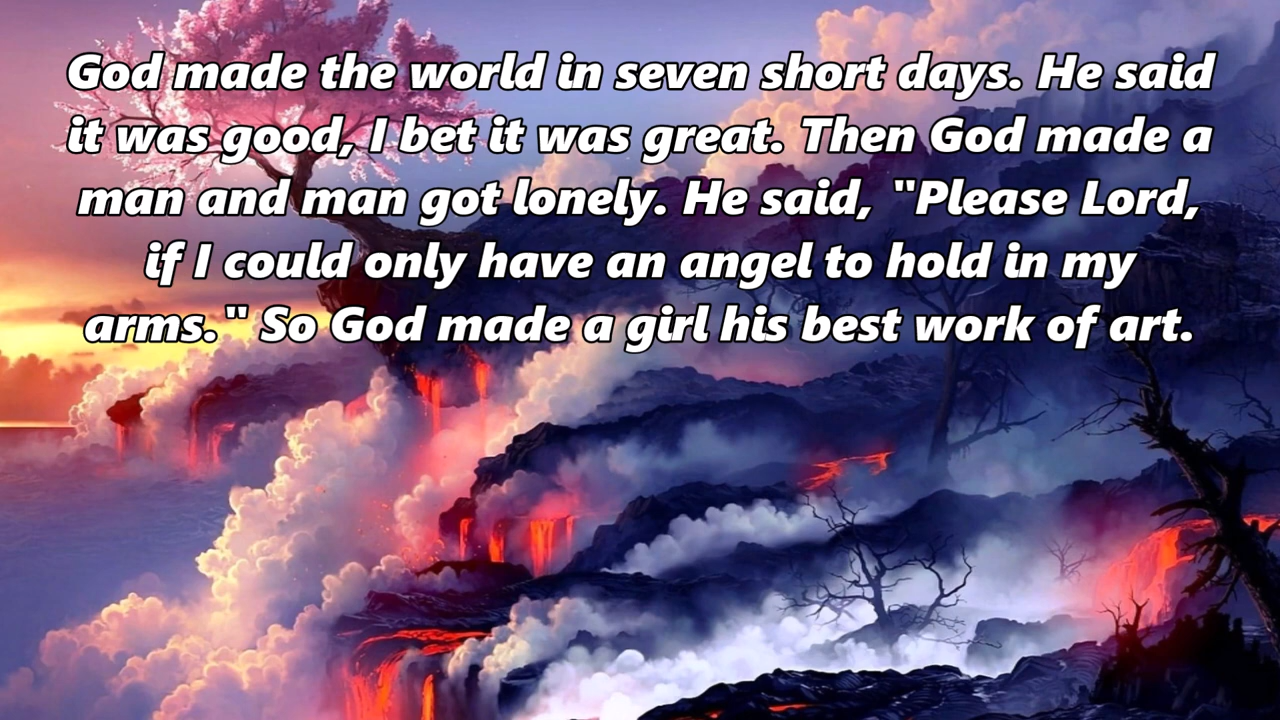 God made the world in seven short days. He said
it was good, I bet it was great. Then God made a
man and man got lonely. He said, "Please Lord,
if I could only have an angel to hold in my
arms." So God made a girl his best work of art.